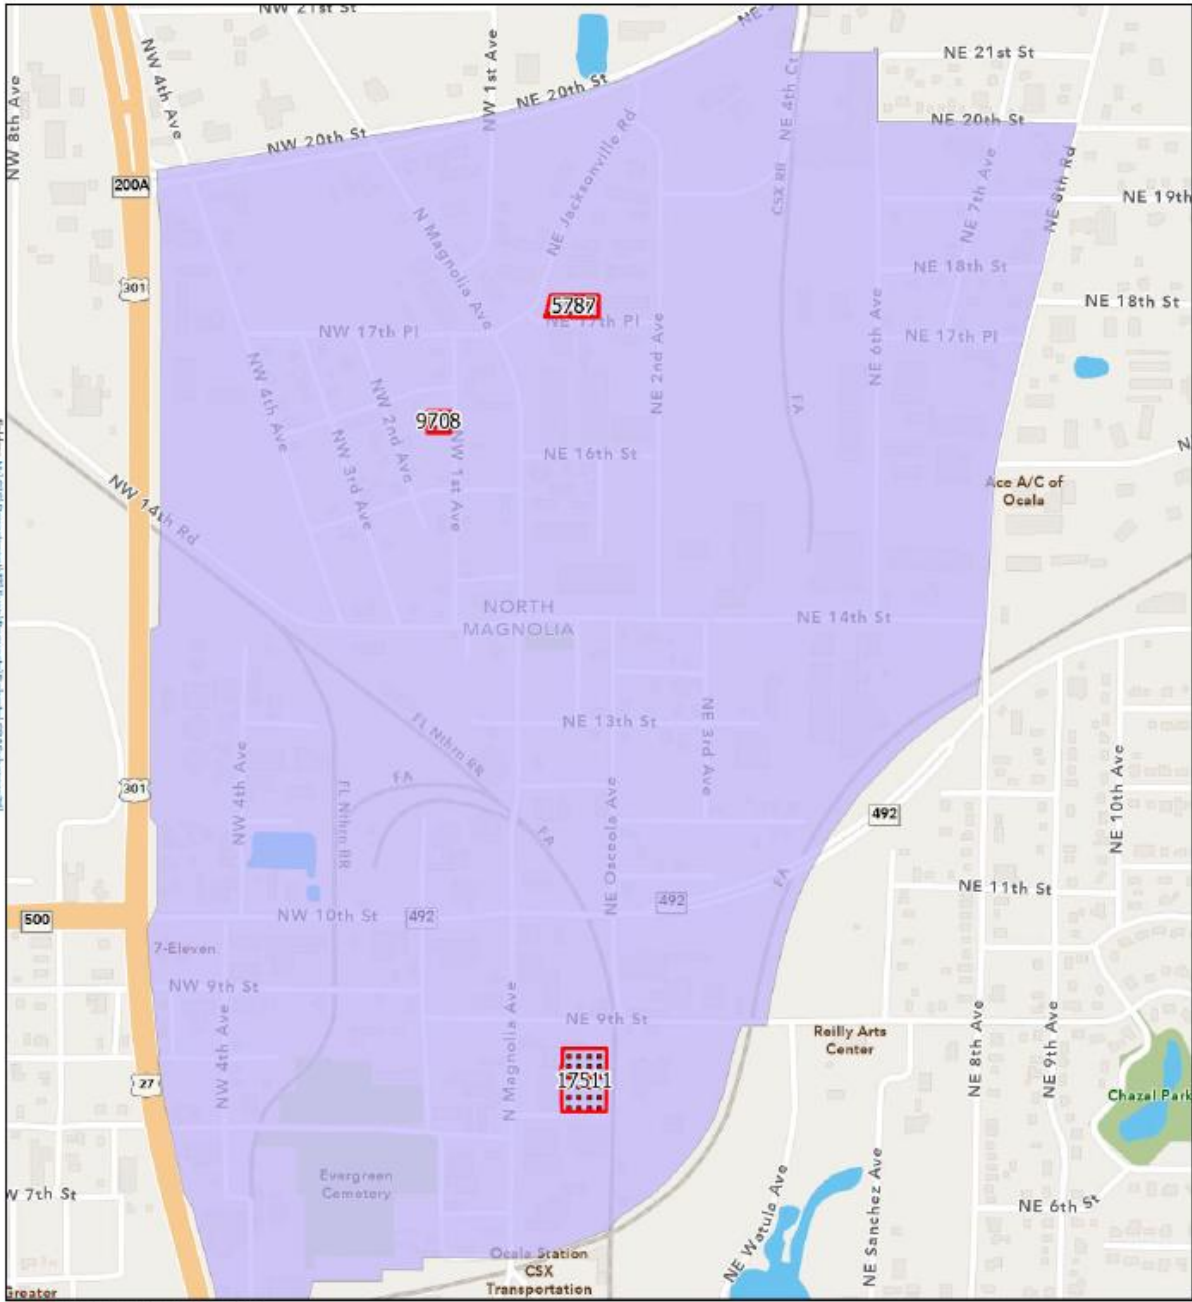 NW 21st St
NE 21st St
NW 4th Ave
NW 1st Ave
NE 20th St
NE 4th Ct
NW 8th Ave
NW 20th St
NE 20th St
200A
NE Jacksonville Rd
CSX RR
NE 7th Ave
NE 8th Rd
NE 19th
N Magnolia Ave
NE 18th St
301
5787
NE 18th St
NW 17th Pl
NE 17th Pl
NE 2nd Ave
NE 6th Ave
NE 17th Pl
NW 4th Ave
NW 2nd Ave
9708
FA
NW 3rd Ave
NW 1st Ave
NE 16th St
NW 14th Rd
Ace A/C of
Ocala
NORTH
MAGNOLIA
NE 14th St
FL Nthrn RR
NE 13th St
NE 3rd Ave
NW 4th Ave
FL Nthrn RR
FA
301
NE Osceola Ave
FA
492
NE 10th Ave
FA
NE 11th St
492
500
NW 10th St
492
7-Eleven
NW 9th St
N Magnolia Ave
NE 9th St
NW 4th Ave
Reilly Arts
Center
NE 8th Ave
NE 9th Ave
27
17511
Chazal Park
Evergreen
Cemetery
W 7th St
NE Watula Ave
NE Sanchez Ave
NE 6th St
Ocala Station
CSX
Transportation
Greater